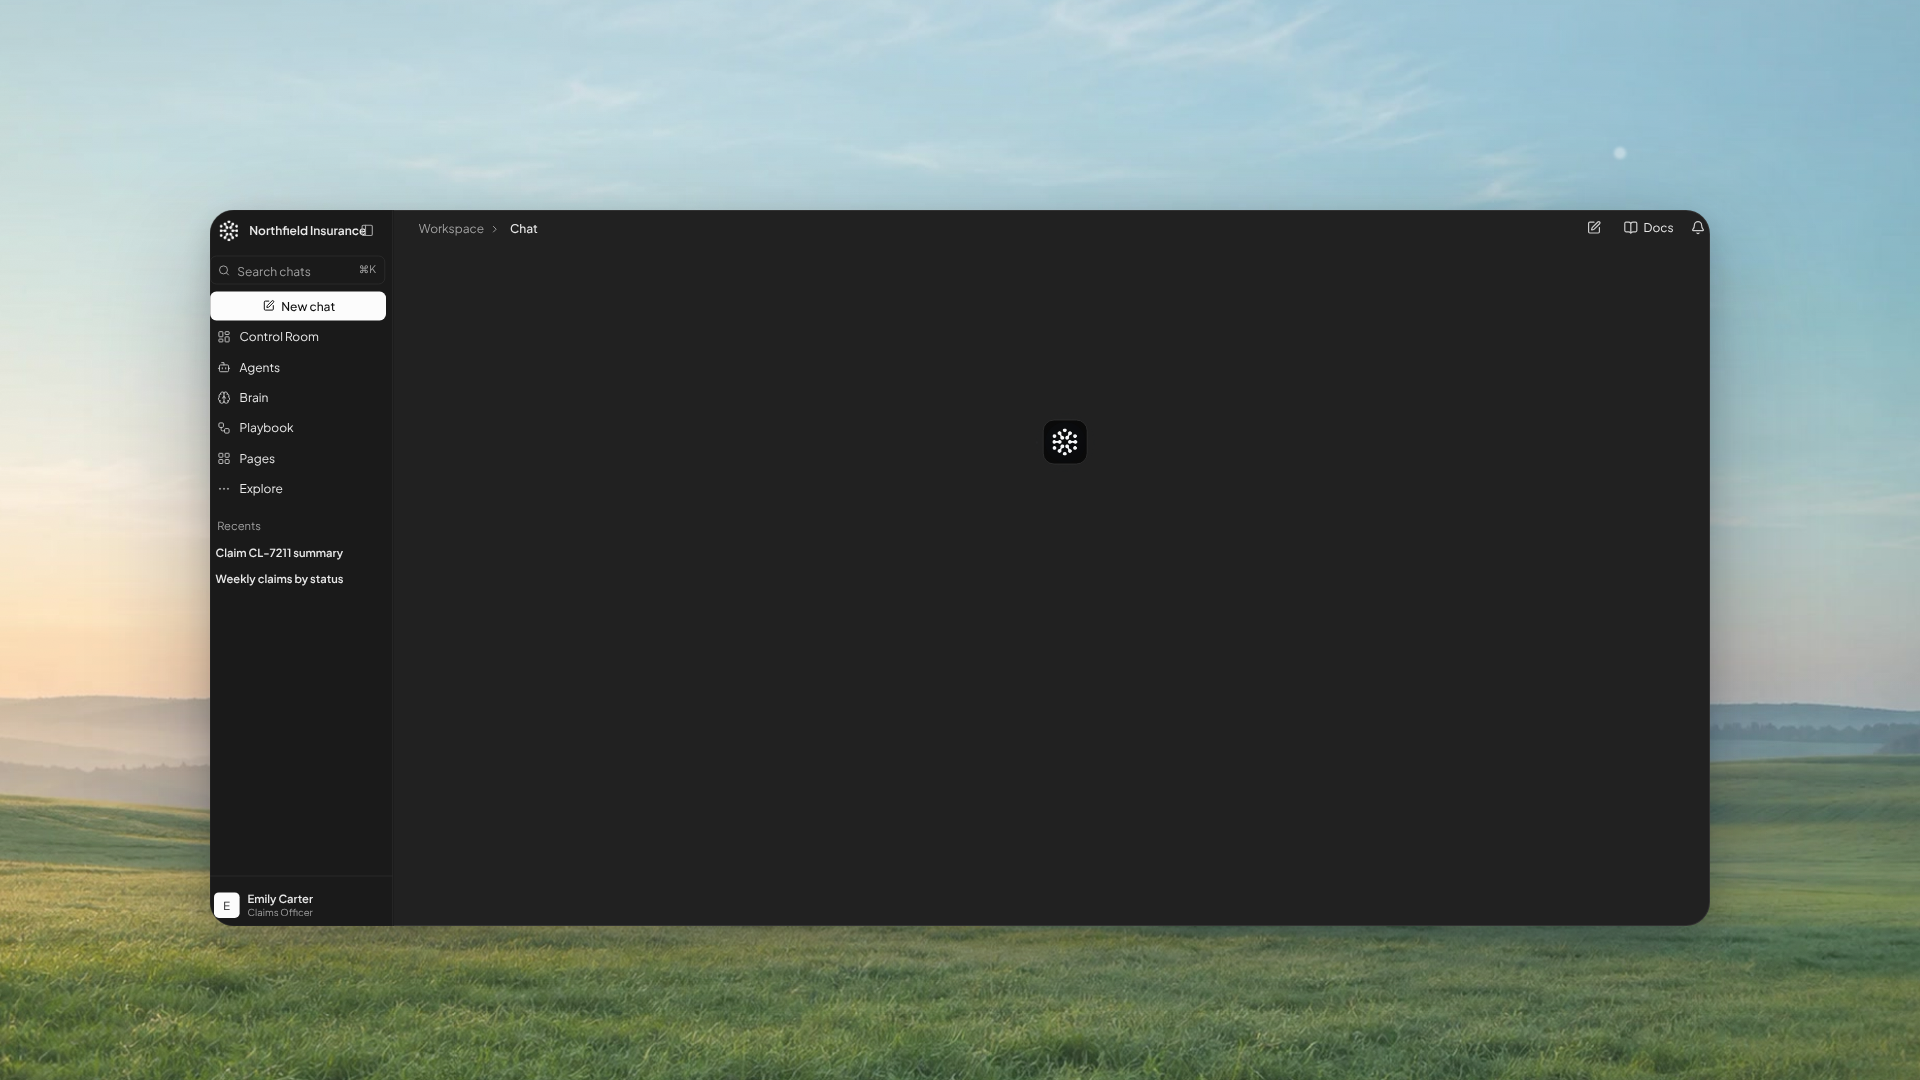 Northfield Insurance
Workspace > Chat
Docs
Search chats ⌘K
New chat
Control Room
Agents
Brain
Playbook
Pages
Explore
Recents
Claim CL-7211 summary
Weekly claims by status
E
Emily Carter
Claims Officer